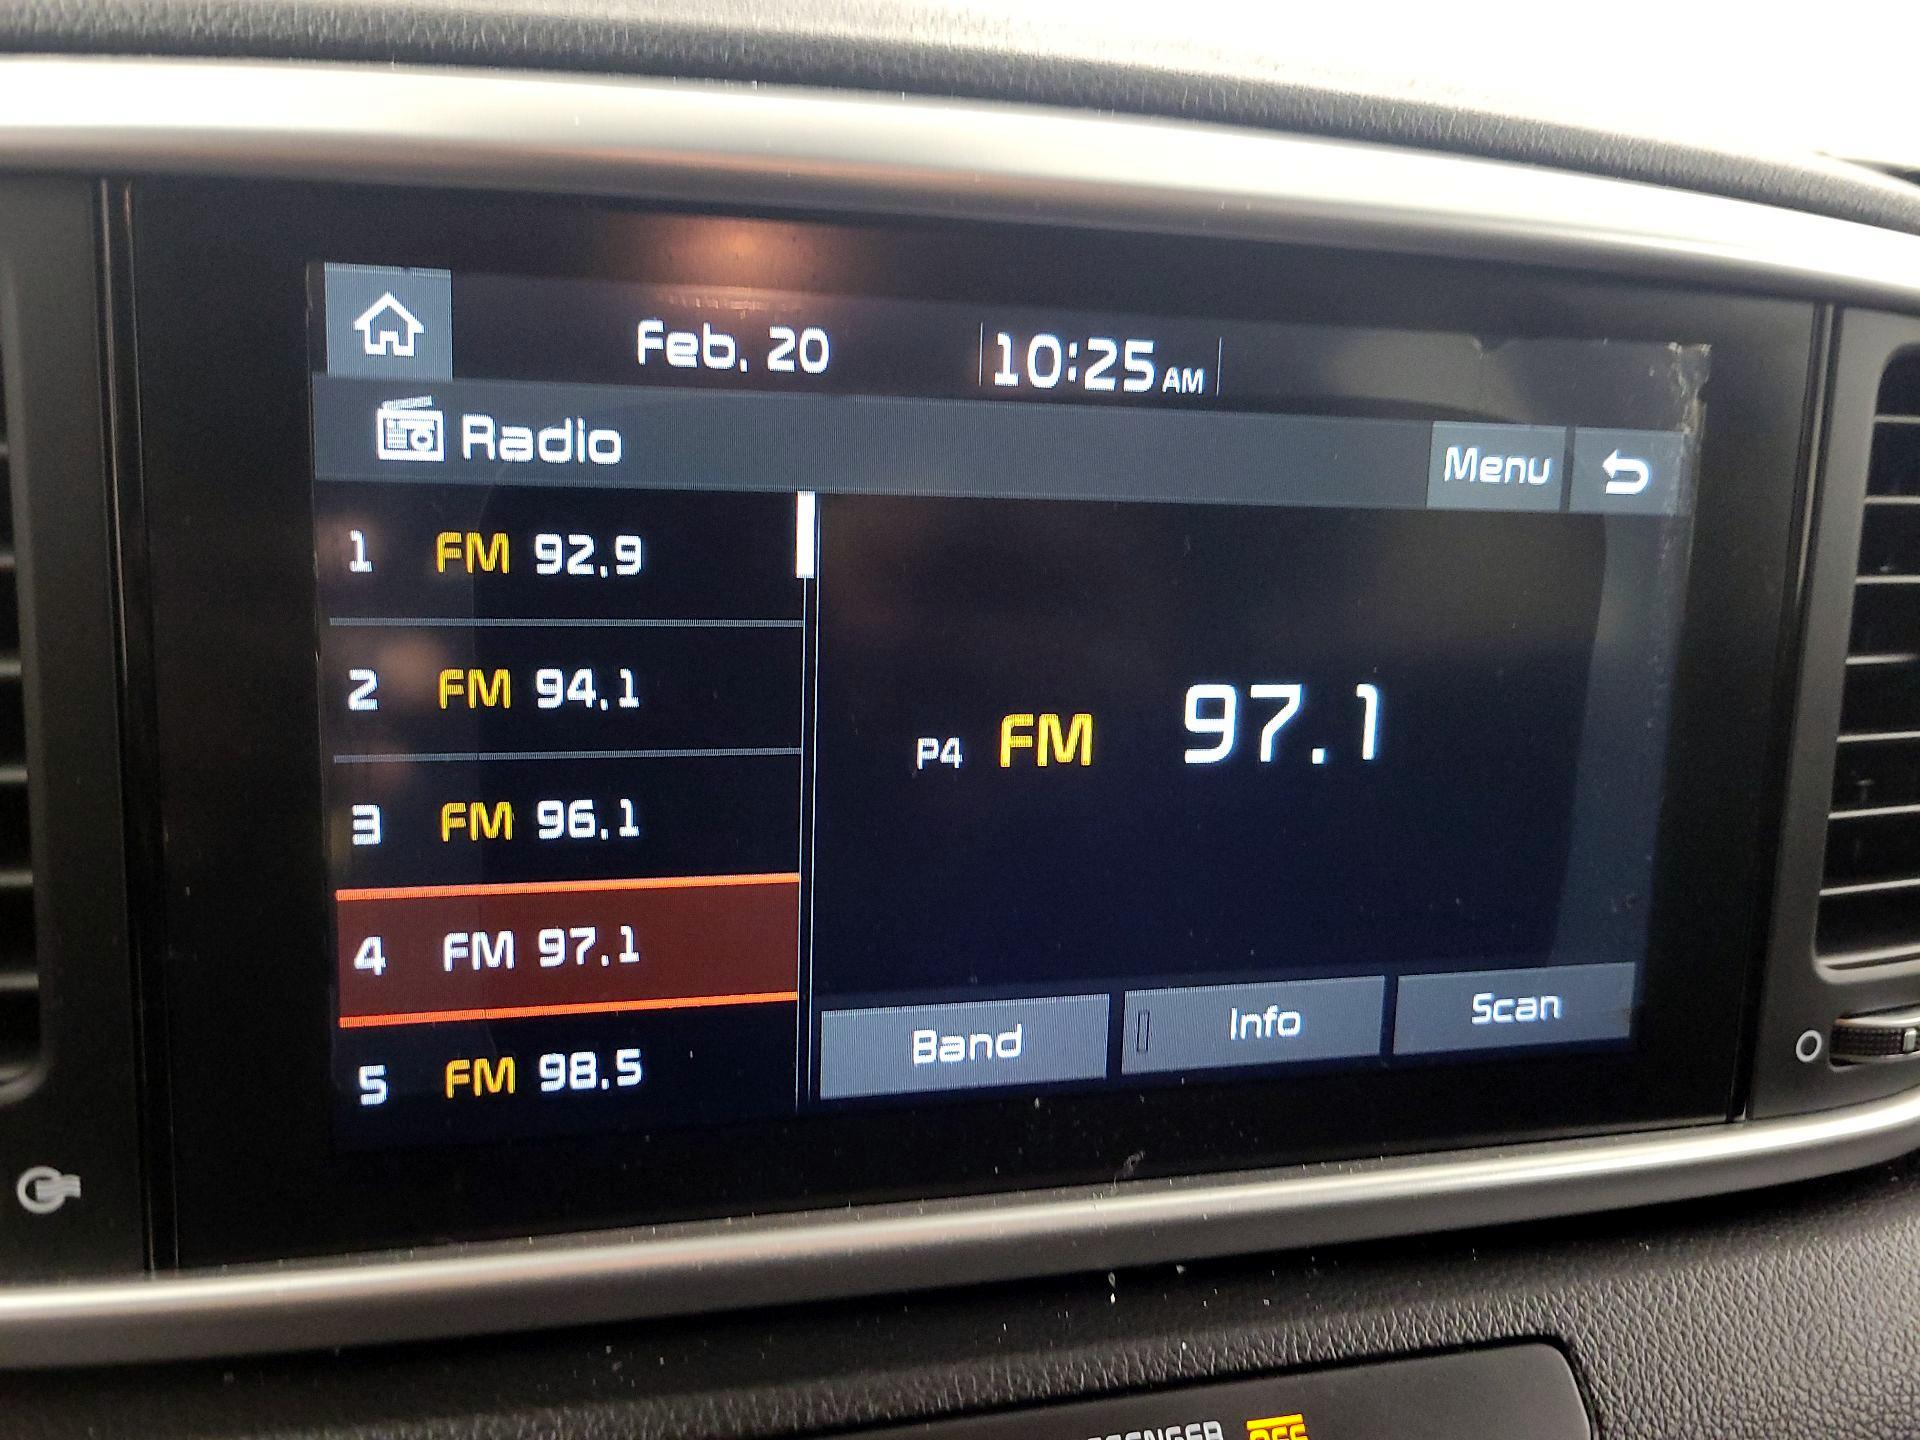 Feb. 20 10:25 AM
Radio
Menu
1 FM 92.9
2 FM 94.1
3 FM 96.1
4 FM 97.1
5 FM 98.5
P4 FM 97.1
Band Info Scan